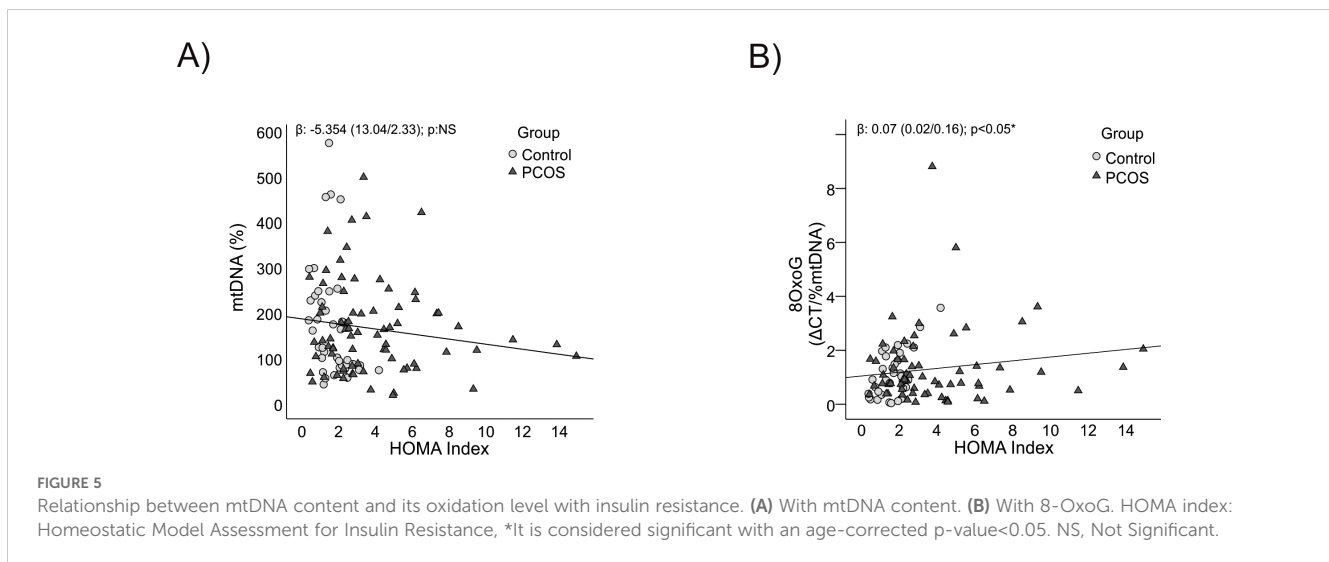 A)
B)
β: -5.354 (13.04/2.33); p:NS
Group
Control
PCOS
600
500
400
300
200
100
0
mtDNA (%)
0 2 4 6 8 10 12 14
HOMA Index
β: 0.07 (0.02/0.16); p<0.05*
Group
Control
PCOS
8
6
4
2
0
8OxoG
(ΔCT/%mtDNA)
0 2 4 6 8 10 12 14
HOMA Index
FIGURE 5
Relationship between mtDNA content and its oxidation level with insulin resistance. (A) With mtDNA content. (B) With 8-OxoG. HOMA index:
Homeostatic Model Assessment for Insulin Resistance, *It is considered significant with an age-corrected p-value<0.05. NS, Not Significant.